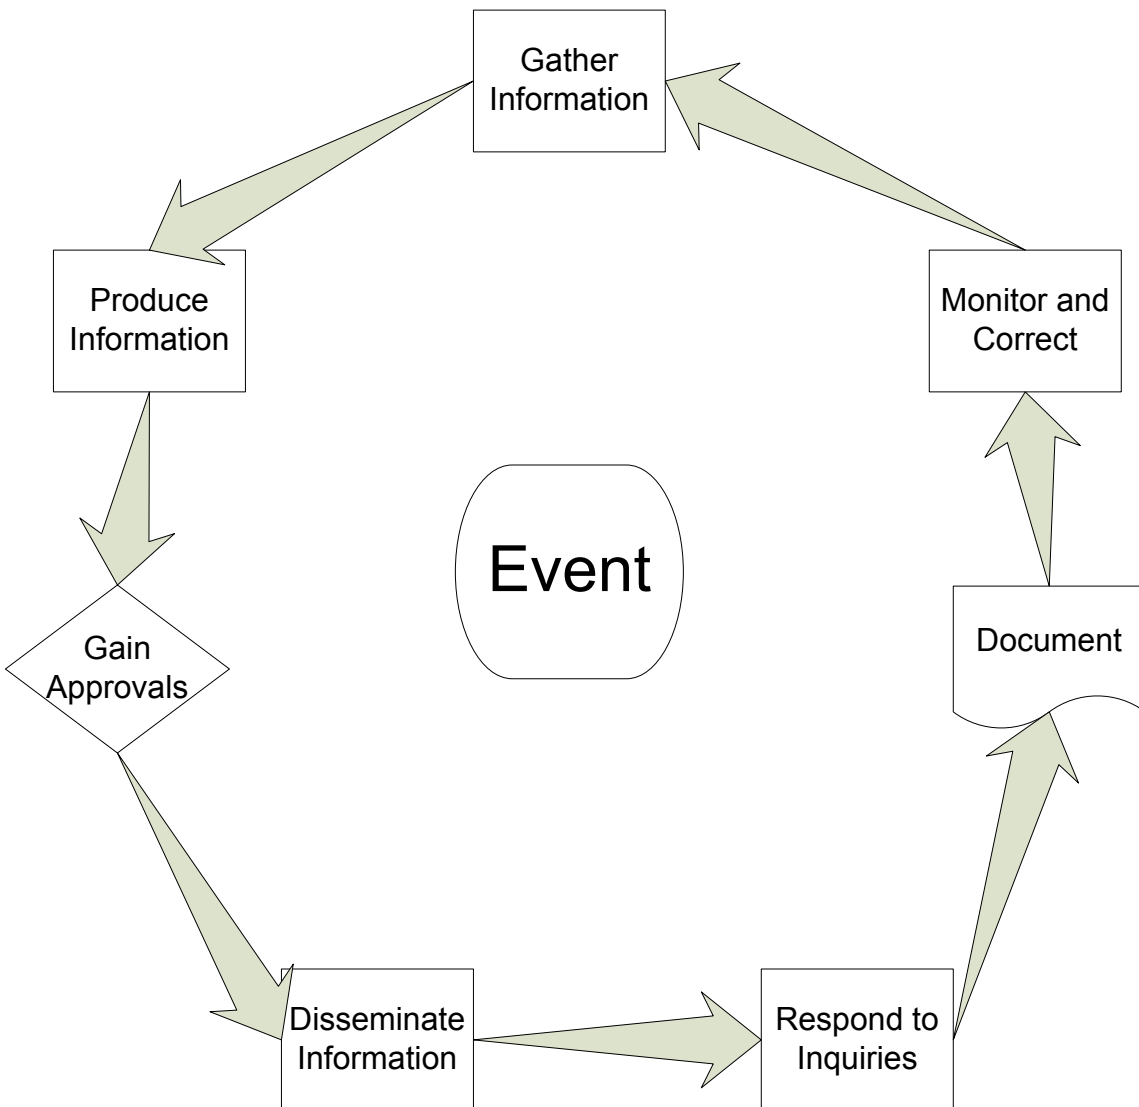 Gather
Information
Produce
Information
Monitor and
Correct
Event
Gain
Approvals
Document
Disseminate
Information
Respond to
Inquiries